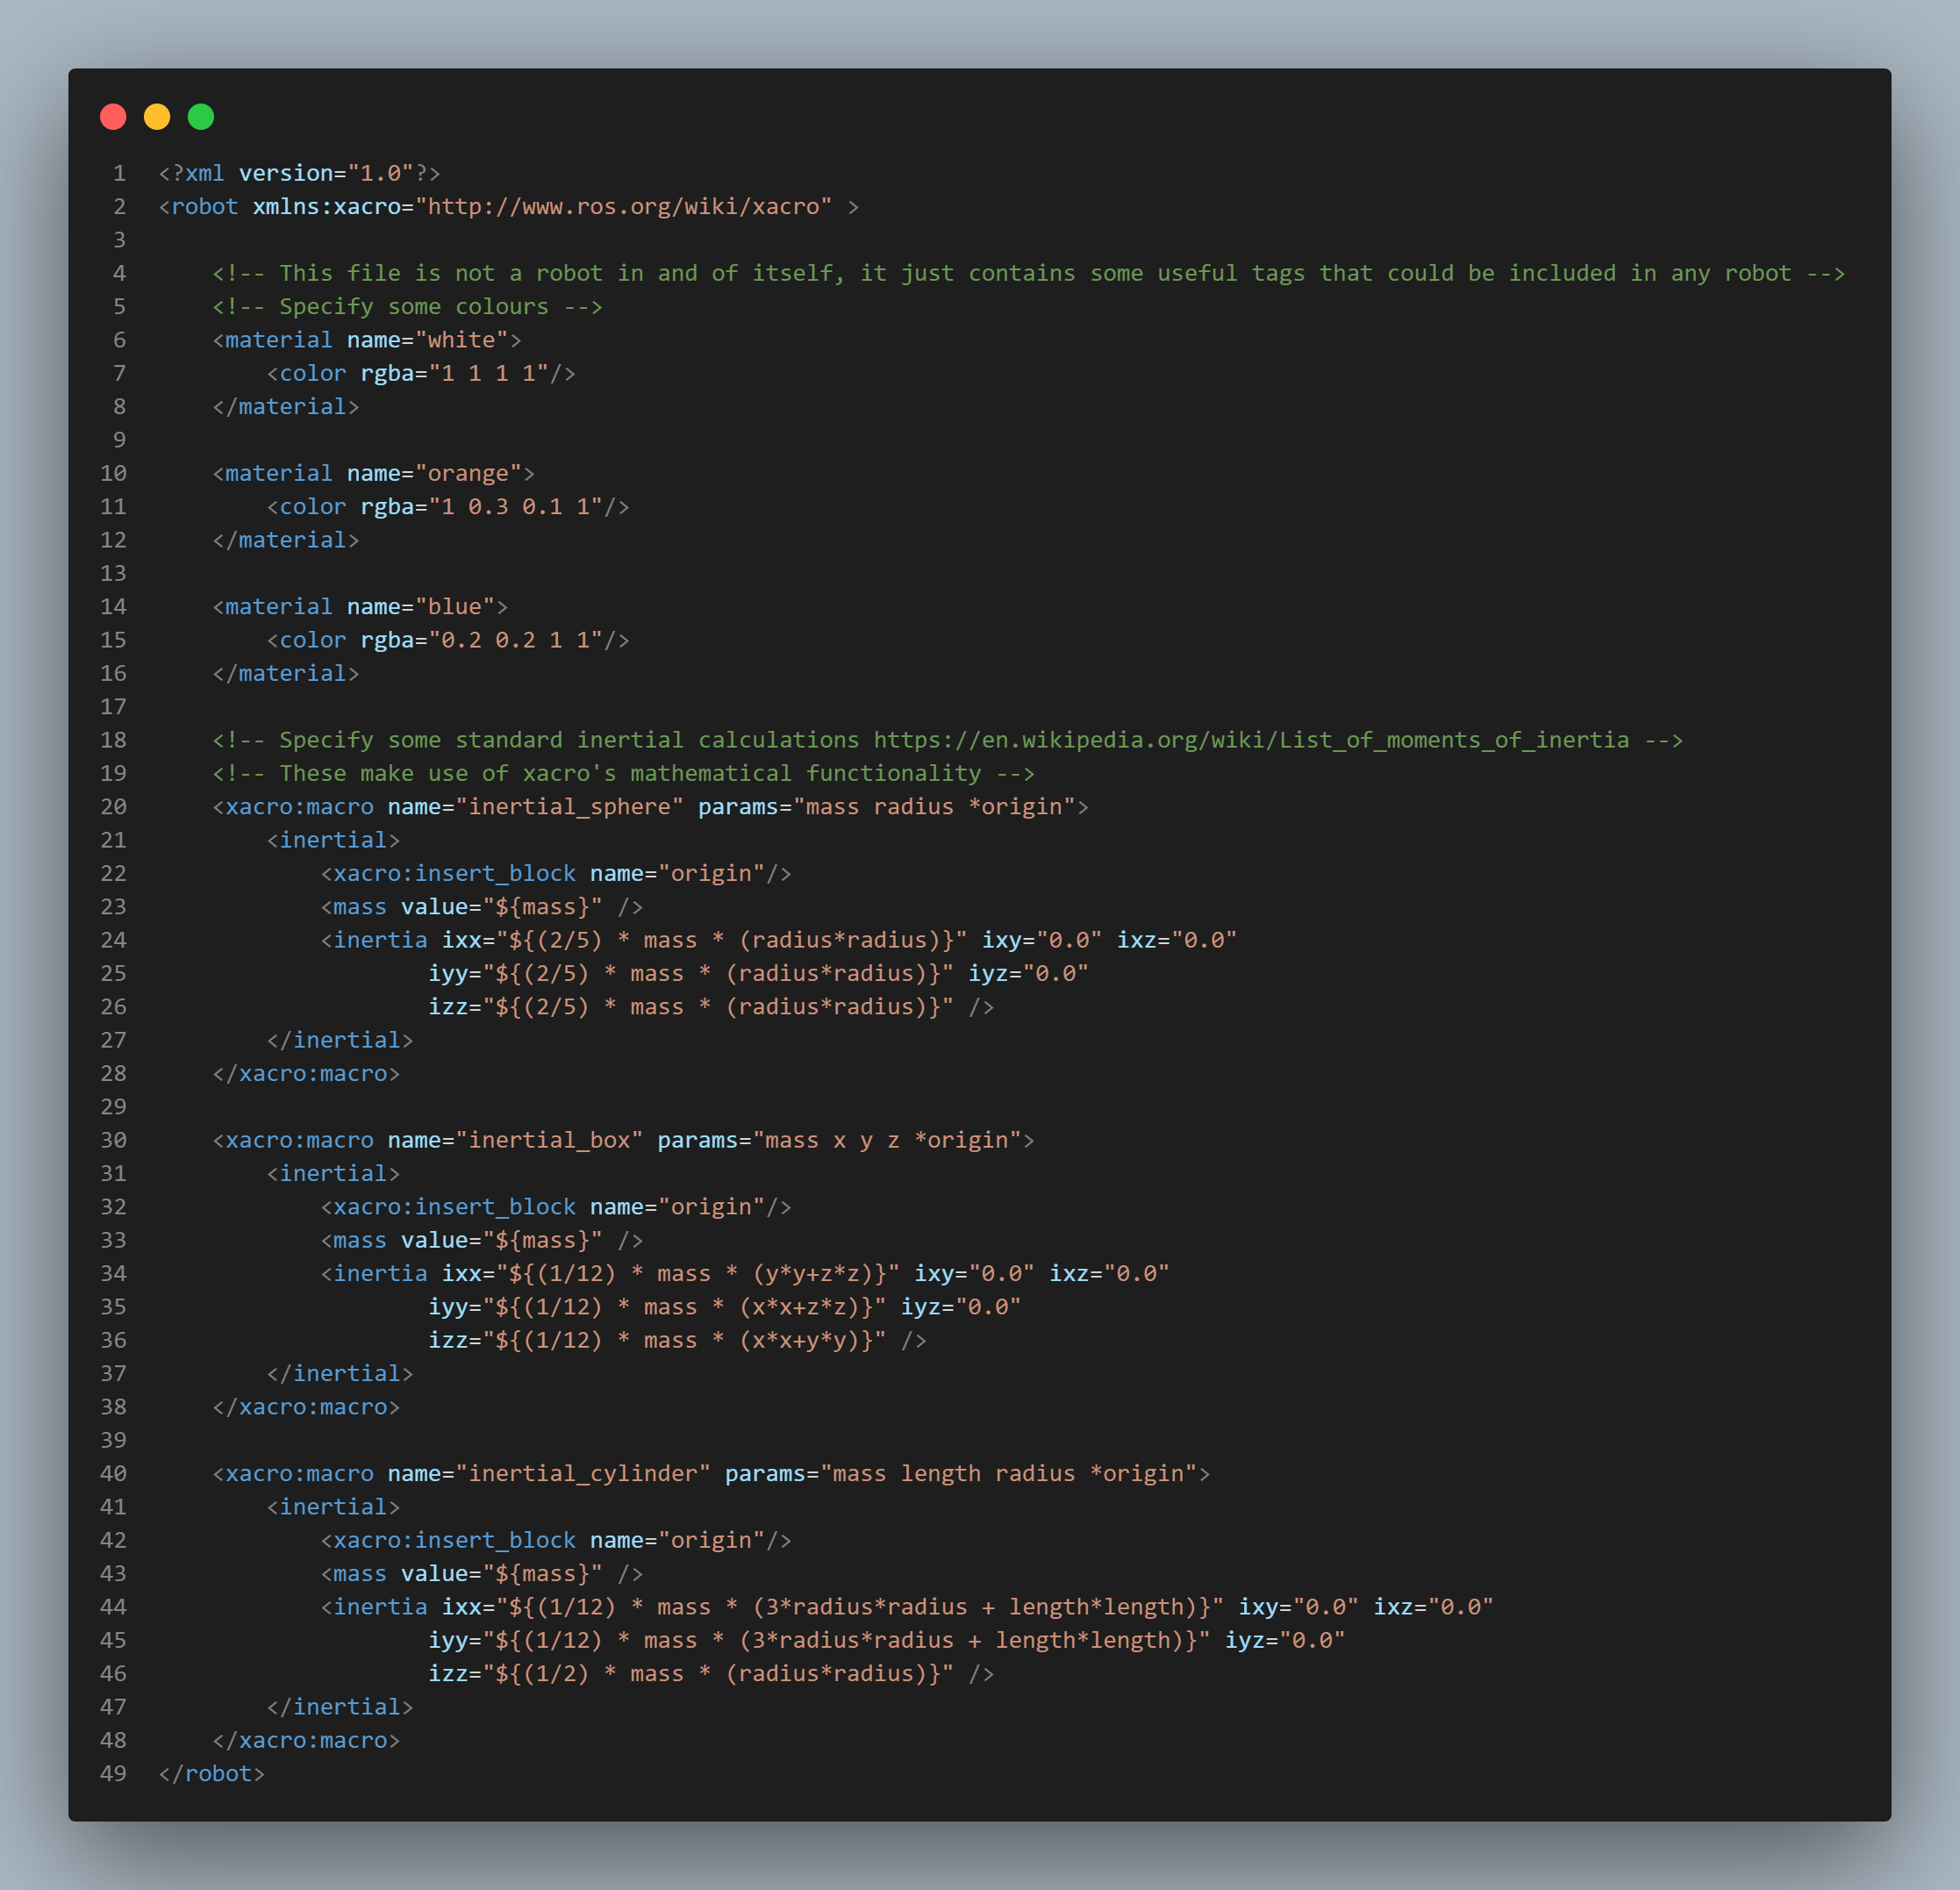 1 <?xml version="1.0"?>
2 <robot xmlns:xacro="http://www.ros.org/wiki/xacro" >
3
4     <!-- This file is not a robot in and of itself, it just contains some useful tags that could be included in any robot -->
5     <!-- Specify some colours -->
6     <material name="white">
7         <color rgba="1 1 1 1"/>
8     </material>
9
10     <material name="orange">
11         <color rgba="1 0.3 0.1 1"/>
12     </material>
13
14     <material name="blue">
15         <color rgba="0.2 0.2 1 1"/>
16     </material>
17
18     <!-- Specify some standard inertial calculations https://en.wikipedia.org/wiki/List_of_moments_of_inertia -->
19     <!-- These make use of xacro's mathematical functionality -->
20     <xacro:macro name="inertial_sphere" params="mass radius *origin">
21         <inertial>
22             <xacro:insert_block name="origin"/>
23             <mass value="${mass}" />
24             <inertia ixx="${(2/5) * mass * (radius*radius)}" ixy="0.0" ixz="0.0"
25                     iyy="${(2/5) * mass * (radius*radius)}" iyz="0.0"
26                     izz="${(2/5) * mass * (radius*radius)}" />
27         </inertial>
28     </xacro:macro>
29
30     <xacro:macro name="inertial_box" params="mass x y z *origin">
31         <inertial>
32             <xacro:insert_block name="origin"/>
33             <mass value="${mass}" />
34             <inertia ixx="${(1/12) * mass * (y*y+z*z)}" ixy="0.0" ixz="0.0"
35                     iyy="${(1/12) * mass * (x*x+z*z)}" iyz="0.0"
36                     izz="${(1/12) * mass * (x*x+y*y)}" />
37         </inertial>
38     </xacro:macro>
39
40     <xacro:macro name="inertial_cylinder" params="mass length radius *origin">
41         <inertial>
42             <xacro:insert_block name="origin"/>
43             <mass value="${mass}" />
44             <inertia ixx="${(1/12) * mass * (3*radius*radius + length*length)}" ixy="0.0" ixz="0.0"
45                     iyy="${(1/12) * mass * (3*radius*radius + length*length)}" iyz="0.0"
46                     izz="${(1/2) * mass * (radius*radius)}" />
47         </inertial>
48     </xacro:macro>
49 </robot>